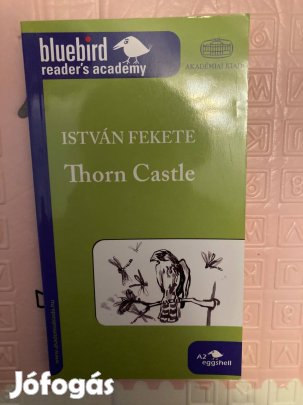 bluebird
reader's academy
AKADÉMIAI KIADÓ
ISTVÁN FEKETE
Thorn Castle
A2
eggshell
Jófogás